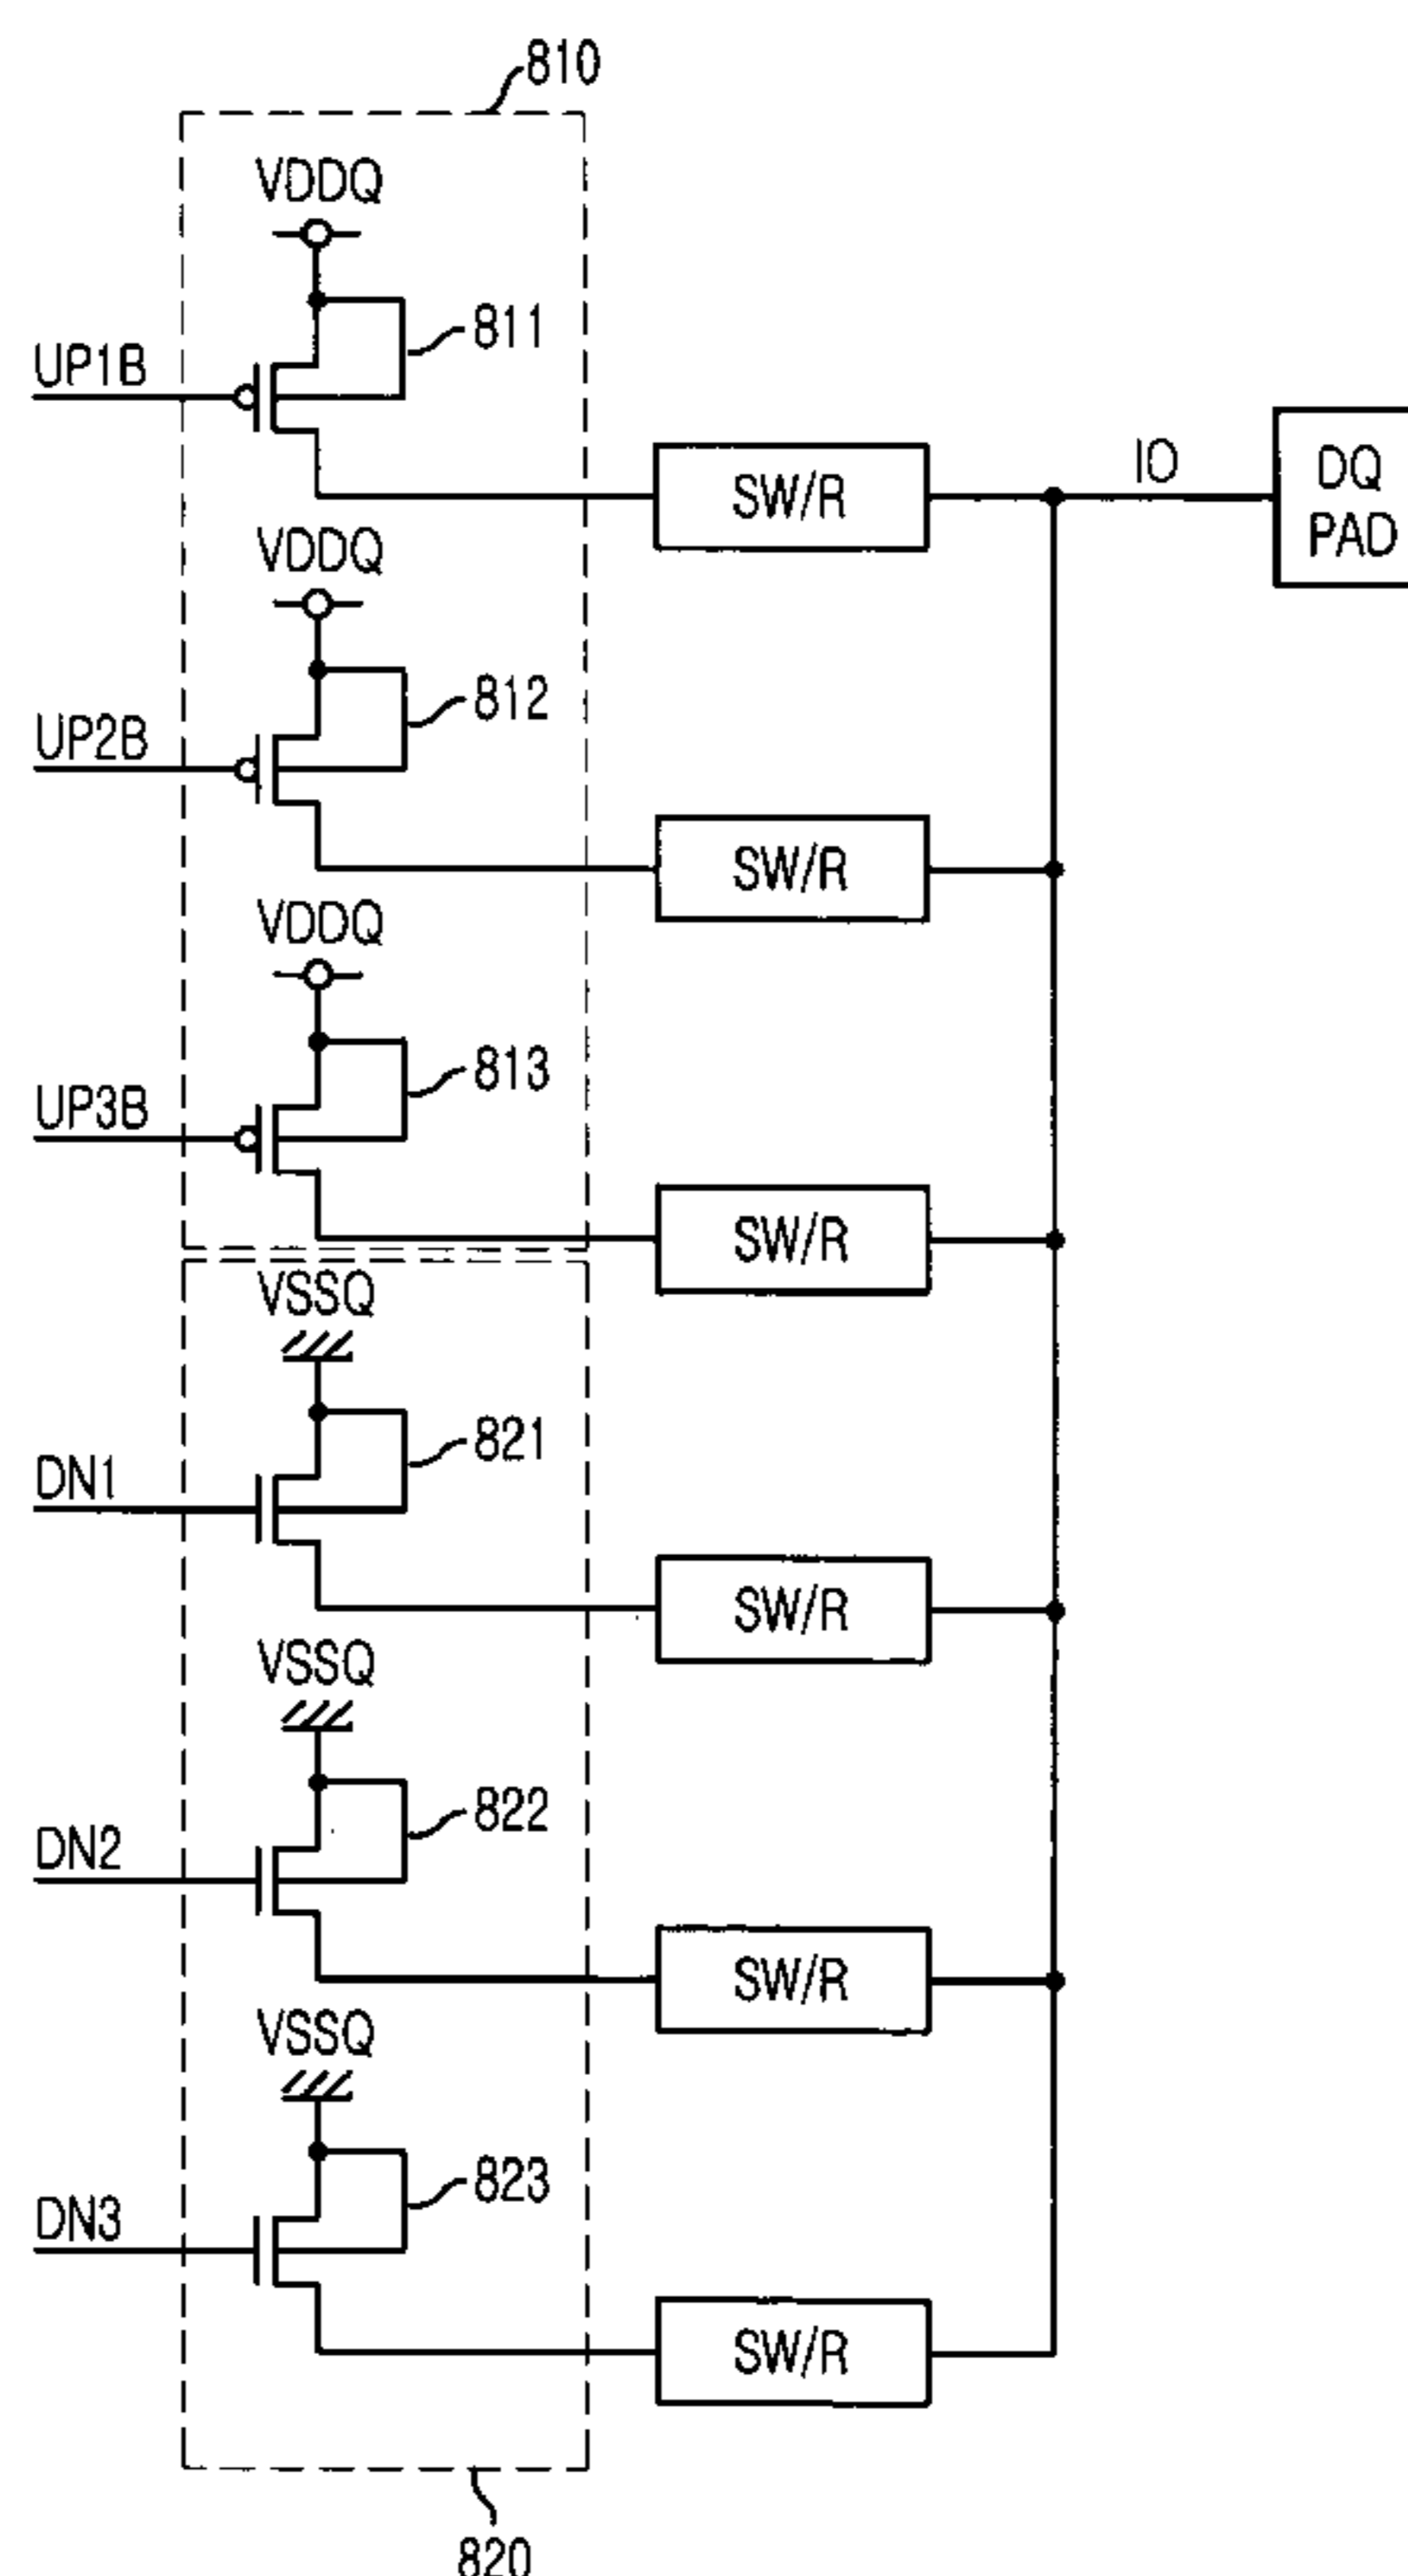 810
VDDQ
811
UP1B
SW/R
IO
DQ
PAD
VDDQ
812
UP2B
SW/R
VDDQ
813
UP3B
SW/R
VSSQ
821
DN1
SW/R
VSSQ
822
DN2
SW/R
VSSQ
823
DN3
SW/R
820